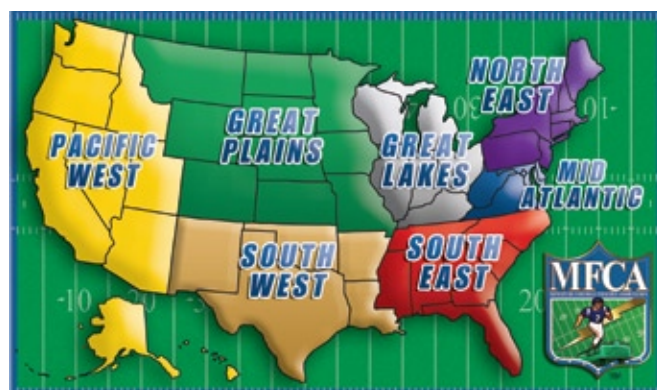 NORTH
EAST
GREAT
PLAINS
PACIFIC
WEST
GREAT
LAKES
MID
ATLANTIC
SOUTH
WEST
SOUTH
EAST
MFCA